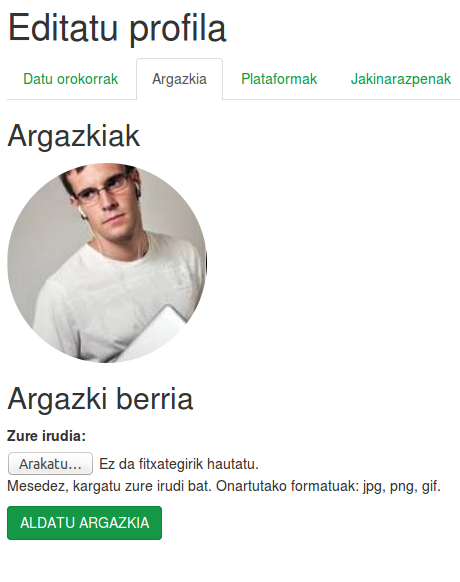 Editatu profila
Datu orokorrak Argazkia Plataformak Jakinarazpenak
Argazkiak
Argazki berria
Zure irudia:
Arakatu... Ez da fitxategirik hautatu.
Mesedez, kargatu zure irudi bat. Onartutako formatuak: jpg, png, gif.
ALDATU ARGAZKIA